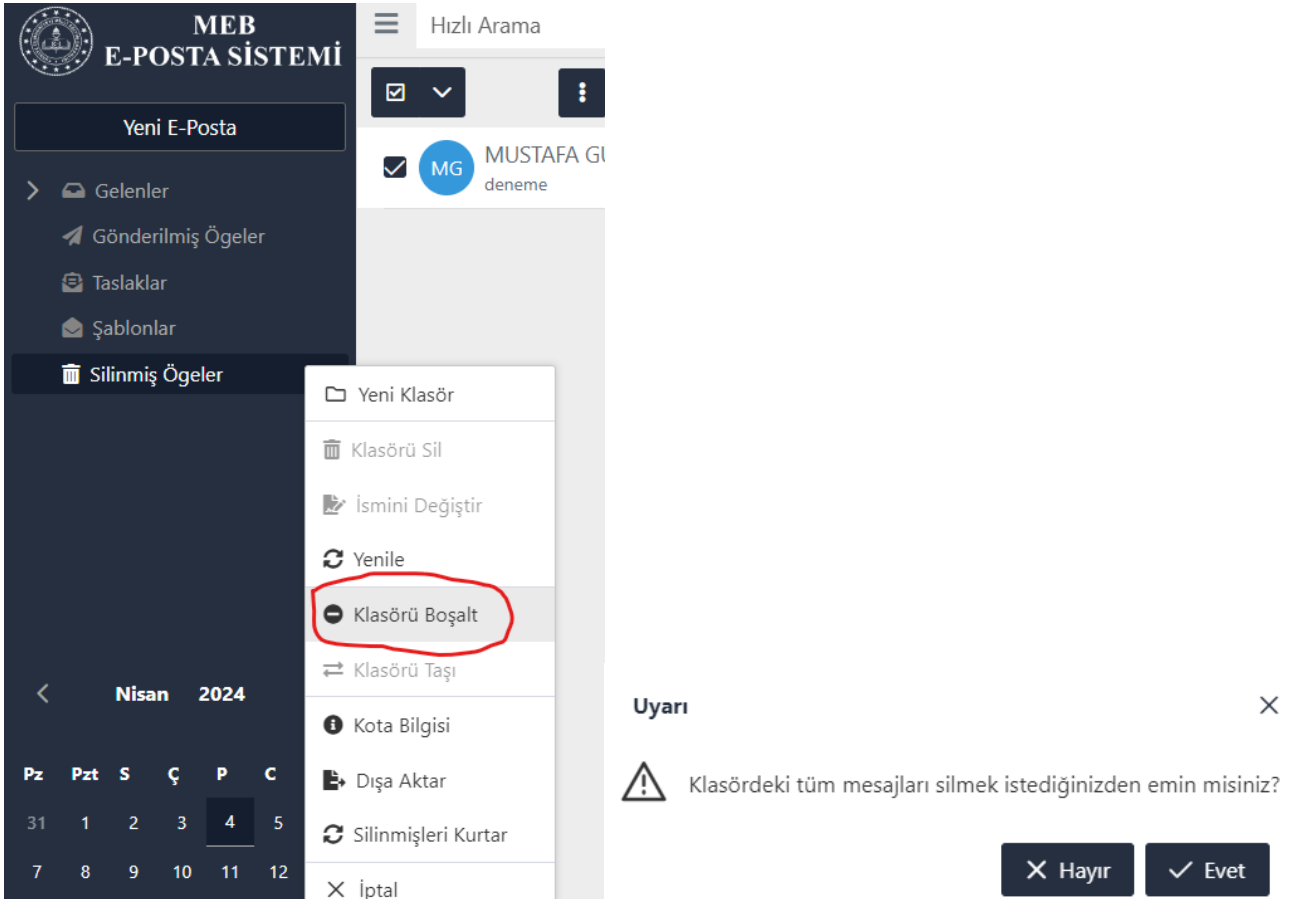 MEB
E-POSTA SİSTEMİ
Yeni E-Posta
Gelenler
Gönderilmiş Ögeler
Taslaklar
Şablonlar
Silinmiş Ögeler
Nisan 2024
Pz Pzt S Ç P C
31 1 2 3 4 5
7 8 9 10 11 12
Hızlı Arama
MG
MUSTAFA
deneme
Yeni Klasör
Klasörü Sil
İsmini Değiştir
Yenile
Klasörü Boşalt
Klasörü Taşı
Kota Bilgisi
Dışa Aktar
Silinmişleri Kurtar
İptal
Uyarı
Klasördeki tüm mesajları silmek istediğinizden emin misiniz?
Hayır
Evet